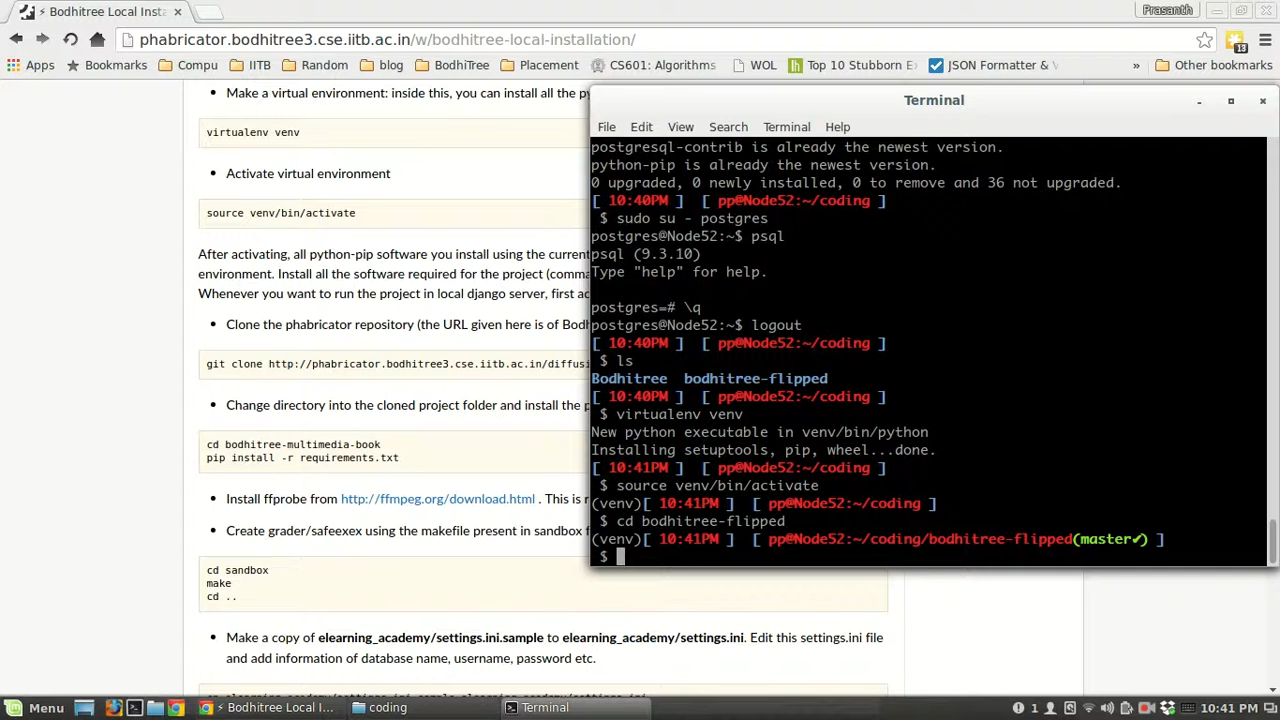 ⚡ Bodhitree Local Insta
Prasanth
phabricator.bodhitree3.cse.iitb.ac.in/w/bodhitree-local-installation/
13
Apps Bookmarks Compu IITB Random blog BodhiTree Placement CS601: Algorithms WOL Top 10 Stubborn JSON Formatter & » Other bookmarks
• Make a virtual environment: inside this, you can install all the
virtualenv venv
• Activate virtual environment
source venv/bin/activate
After activating, all python-pip software you install using the
environment. Install all the software required for the project
Whenever you want to run the project in local django server, first
• Clone the phabricator repository (the URL given here is of
git clone http://phabricator.bodhitree3.cse.iitb.ac.in/diffusi
• Change directory into the cloned project folder and install the
cd bodhitree-multimedia-book
pip install -r requirements.txt
• Install ffprobe from http://ffmpeg.org/download.html . This is
• Create grader/safeexex using the makefile present in sandbox
cd sandbox
make
cd ..
• Make a copy of elearning_academy/settings.ini.sample to elearning_academy/settings.ini. Edit this settings.ini file
and add information of database name, username, password etc.
Terminal
File Edit View Search Terminal Help
postgresql-contrib is already the newest version.
python-pip is already the newest version.
0 upgraded, 0 newly installed, 0 to remove and 36 not upgraded.
[ 10:40PM ] [ pp@Node52:~/coding ]
$ sudo su - postgres
postgres@Node52:~$ psql
psql (9.3.10)
Type "help" for help.
postgres=# \q
postgres@Node52:~$ logout
[ 10:40PM ] [ pp@Node52:~/coding ]
$ ls
Bodhitree bodhitree-flipped
[ 10:40PM ] [ pp@Node52:~/coding ]
$ virtualenv venv
New python executable in venv/bin/python
Installing setuptools, pip, wheel...done.
[ 10:41PM ] [ pp@Node52:~/coding ]
$ source venv/bin/activate
(venv)[ 10:41PM ] [ pp@Node52:~/coding ]
$ cd bodhitree-flipped
(venv)[ 10:41PM ] [ pp@Node52:~/coding/bodhitree-flipped(master✔) ]
$
Menu ⚡ Bodhitree Local I... coding Terminal 1 10:41 PM